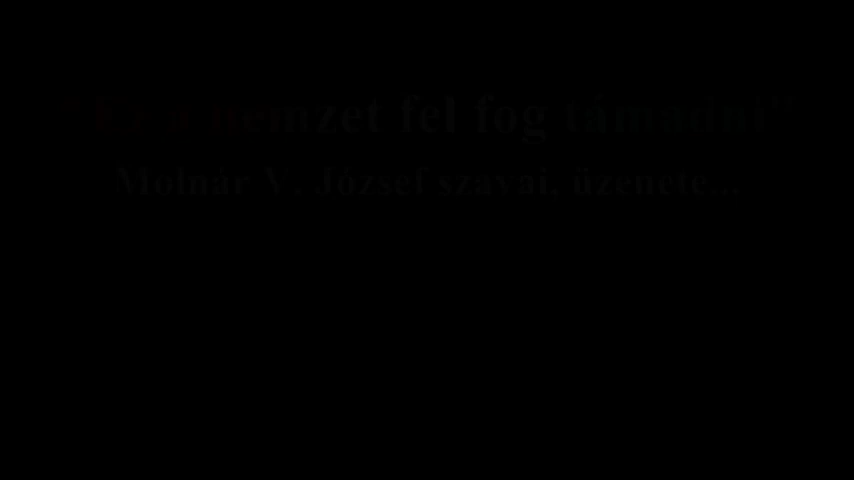 "Ez a nemzet fel fog támadni"
Molnár V. József szavai, üzenete...